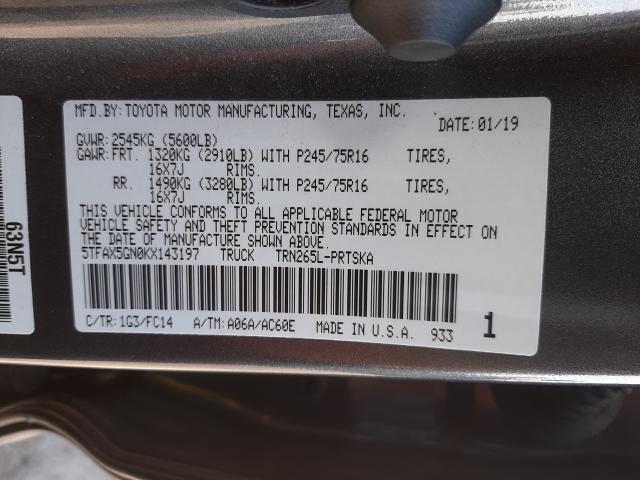 MFD.BY:TOYOTA MOTOR MANUFACTURING, TEXAS, INC.
DATE:01/19
GVWR:2545KG (5600LB)
GAWR:FRT. 1320KG (2910LB) WITH P245/75R16 TIRES,
16X7J RIMS.
RR. 1490KG (3280LB) WITH P245/75R16 TIRES,
16X7J RIMS.
THIS VEHICLE CONFORMS TO ALL APPLICABLE FEDERAL MOTOR
VEHICLE SAFETY AND THEFT PREVENTION STANDARDS IN EFFECT ON
THE DATE OF MANUFACTURE SHOWN ABOVE.
5TFAX5GN0KX143197 TRUCK TRN265L-PRTSKA
C/TR:1G3/FC14 A/TM:A06A/AC60E MADE IN U.S.A. 933 1
63N5T